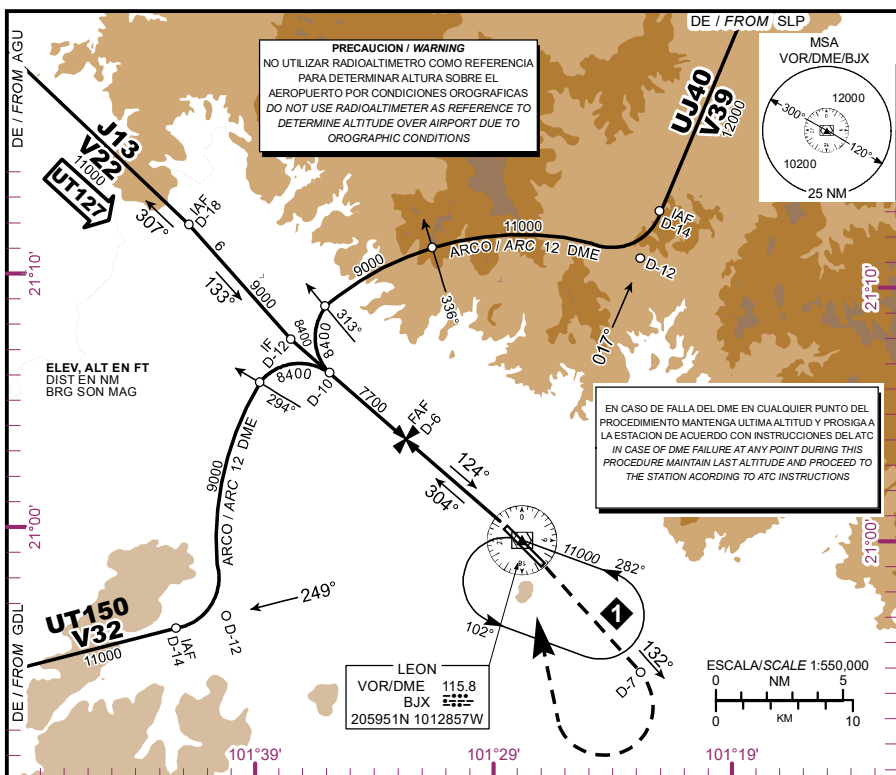 DE / FROM AGU
J13
V22
11000
UT127
307°
IAF
D-18
6
133°
9000
PRECAUCION / WARNING
NO UTILIZAR RADIOALTIMETRO COMO REFERENCIA
PARA DETERMINAR ALTURA SOBRE EL
AEROPUERTO POR CONDICIONES OROGRAFICAS
DO NOT USE RADIOALTIMETER AS REFERENCE TO
DETERMINE ALTITUDE OVER AIRPORT DUE TO
OROGRAPHIC CONDITIONS
DE / FROM SLP
UJ40
V39
12000
MSA
VOR/DME/BJX
300°
12000
120°
10200
25 NM
IAF
D-14
D-12
017°
11000
ARCO / ARC 12 DME
9000
336°
313°
21°10'
21°10'
8400
8400
IF
D-12
8400
D-10
294°
7700
FAF
D-6
124°
304°
ELEV, ALT EN FT
DIST EN NM
BRG SON MAG
EN CASO DE FALLA DEL DME EN CUALQUIER PUNTO DEL
PROCEDIMIENTO MANTENGA ULTIMA ALTITUD Y PROSIGA A
LA ESTACION DE ACUERDO CON INSTRUCCIONES DEL ATC
IN CASE OF DME FAILURE AT ANY POINT DURING THIS
PROCEDURE MAINTAIN LAST ALTITUDE AND PROCEED TO
THE STATION ACORDING TO ATC INSTRUCTIONS
9000
ARCO / ARC 12 DME
21°00'
21°00'
0
9
18
11000
282°
102°
1
132°
D-7
249°
D-12
IAF
D-14
UT150
V32
11000
DE / FROM GDL
LEON
VOR/DME 115.8
BJX
205951N 1012857W
ESCALA/SCALE 1:550,000
0 NM 5
0 KM 10
101°39'
101°29'
101°19'